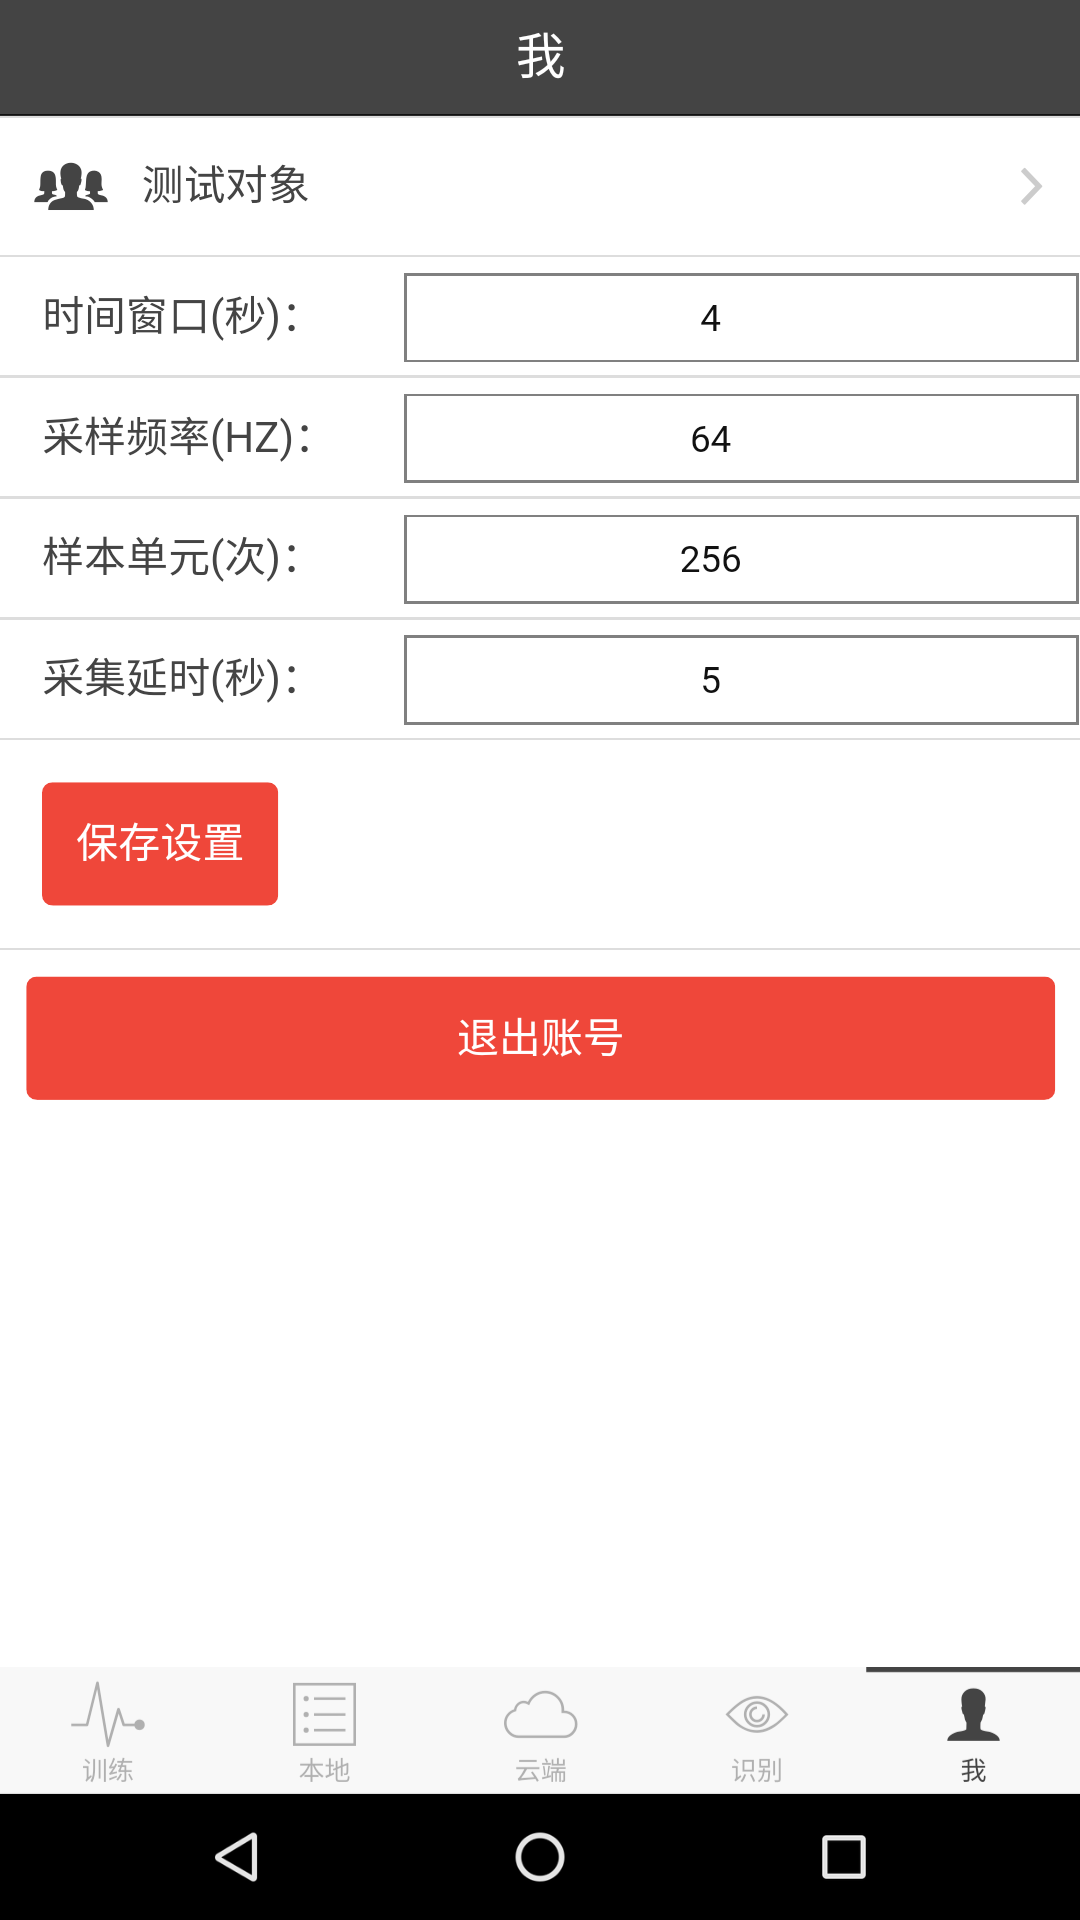 我
测试对象
时间窗口(秒)：
4
采样频率(HZ)：
64
样本单元(次)：
256
采集延时(秒)：
5
保存设置
退出账号
训练
本地
云端
识别
我